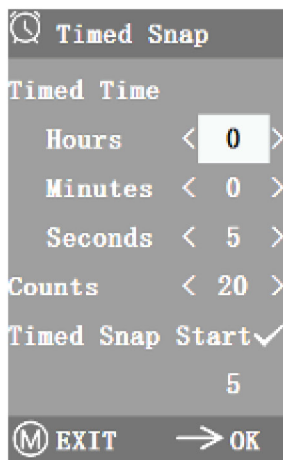 Timed Snap
Timed Time
Hours < 0 >
Minutes < 0 >
Seconds < 5 >
Counts < 20 >
Timed Snap Start✓
5
Ⓜ EXIT → OK